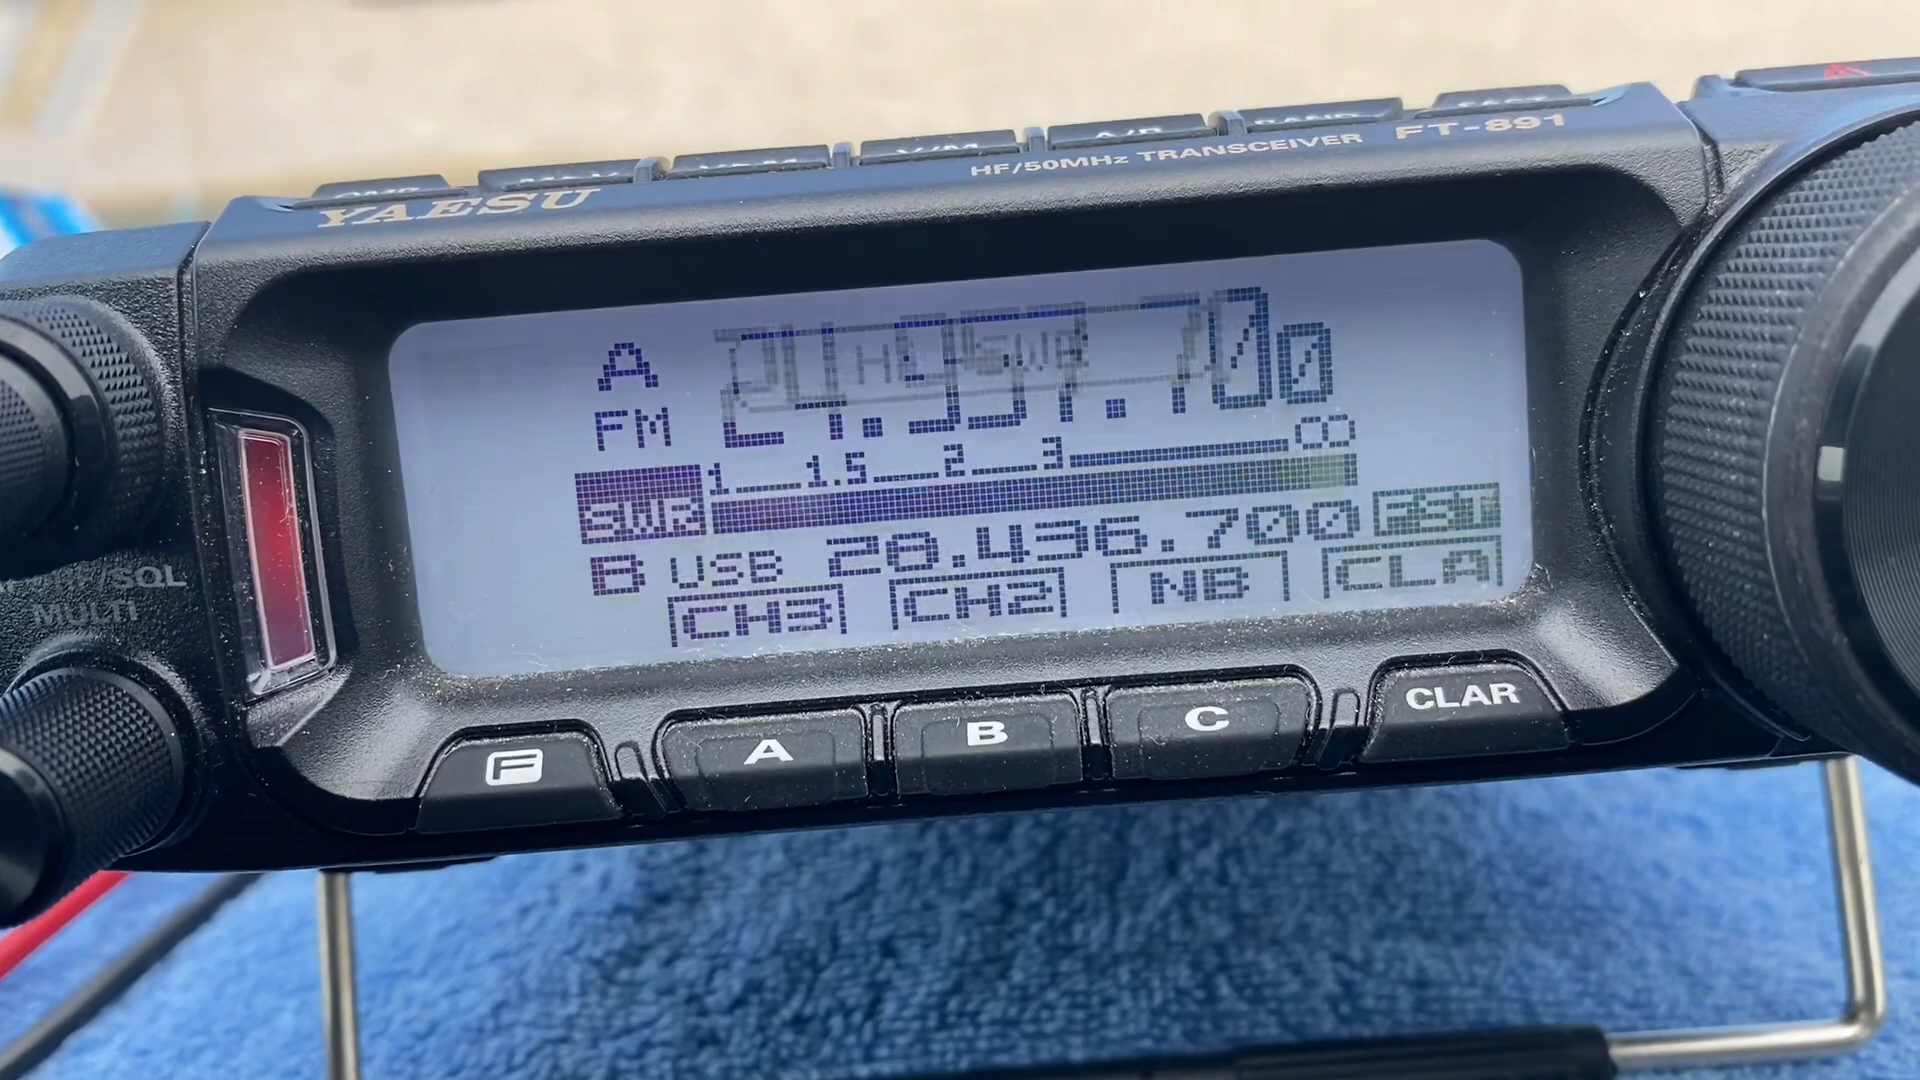 YAESU HF/50MHz TRANSCEIVER FT-891
A
FM
1 1.5 2 3 ∞
SWR
B USB 28.436.700 FST
CH3 CH2 NB CLA
/SQL
MULTI
F A B C CLAR